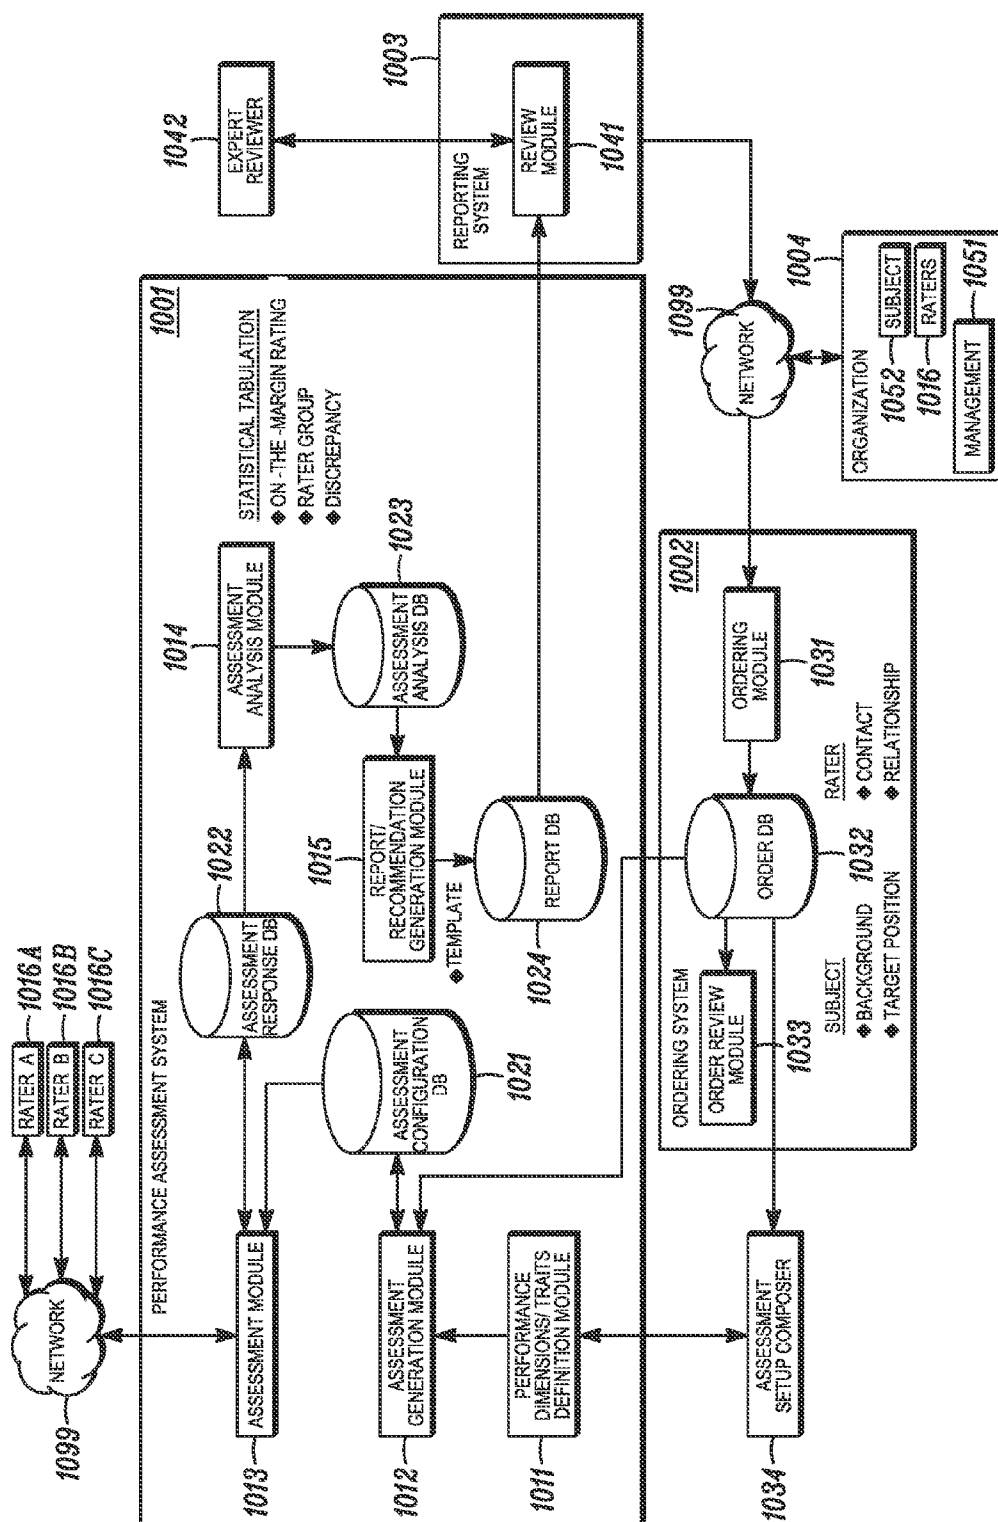 NETWORK
1099
RATER A
RATER B
RATER C
1016A
1016B
1016C
PERFORMANCE ASSESSMENT SYSTEM
1001
ASSESSMENT MODULE
1013
ASSESSMENT
RESPONSE DB
1022
ASSESSMENT
ANALYSIS MODULE
1014
STATISTICAL TABULATION
◆ ON -THE -MARGIN RATING
◆ RATER GROUP
◆ DISCREPANCY
ASSESSMENT
GENERATION MODULE
1012
ASSESSMENT
CONFIGURATION
DB
1021
REPORT/
RECOMMENDATION
GENERATION MODULE
1015
◆ TEMPLATE
ASSESSMENT
ANALYSIS DB
1023
PERFORMANCE
DIMENSIONS/ TRAITS
DEFINITION MODULE
1011
REPORT DB
1024
EXPERT
REVIEWER
1042
REPORTING
SYSTEM
1003
REVIEW
MODULE
1041
ORDERING SYSTEM
1002
ORDER REVIEW
MODULE
1033
ORDER DB
1032
ORDERING
MODULE
1031
SUBJECT
◆ BACKGROUND
◆ TARGET POSITION
RATER
◆ CONTACT
◆ RELATIONSHIP
ASSESSMENT
SETUP COMPOSER
1034
NETWORK
1099
ORGANIZATION
1004
SUBJECT
1052
RATERS
1016
MANAGEMENT
1051